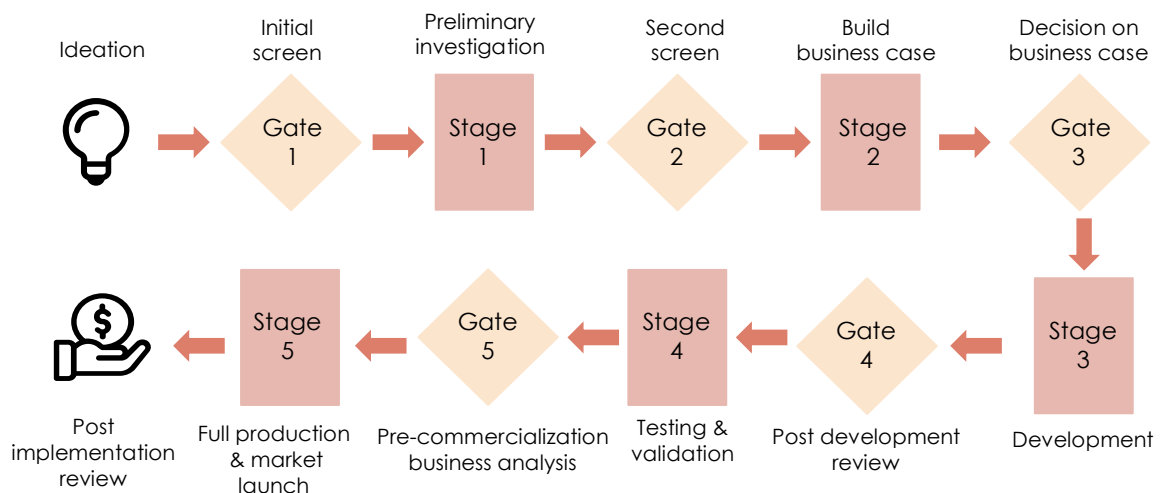 Ideation
Initial
screen
Preliminary
investigation
Second
screen
Build
business case
Decision on
business case
Gate
1
Stage
1
Gate
2
Stage
2
Gate
3
$
Stage
5
Gate
5
Stage
4
Gate
4
Stage
3
Post
implementation
review
Full production
& market
launch
Pre-commercialization
business analysis
Testing &
validation
Post development
review
Development